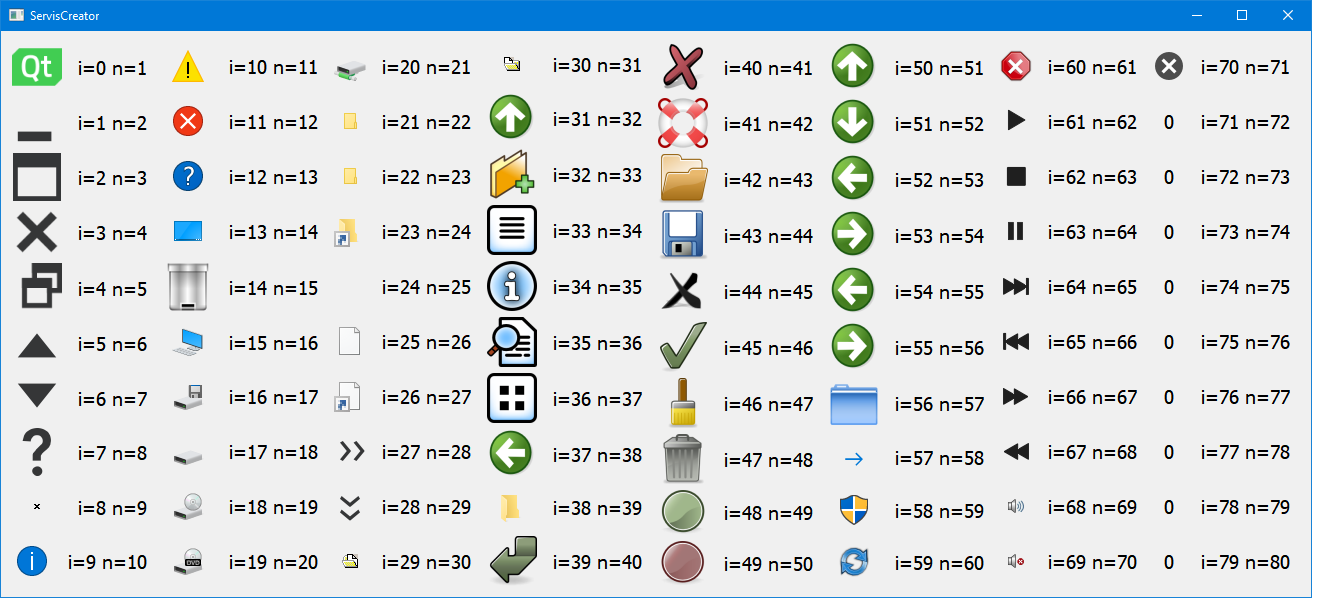 ServisCreator
Qt i=0 n=1 i=10 n=11 i=20 n=21 i=30 n=31 i=40 n=41 i=50 n=51 i=60 n=61 i=70 n=71
i=1 n=2 i=11 n=12 i=21 n=22 i=31 n=32 i=41 n=42 i=51 n=52 i=61 n=62 0 i=71 n=72
i=2 n=3 ? i=12 n=13 i=22 n=23 i=32 n=33 i=42 n=43 i=52 n=53 i=62 n=63 0 i=72 n=73
i=3 n=4 i=13 n=14 i=23 n=24 i=33 n=34 i=43 n=44 i=53 n=54 i=63 n=64 0 i=73 n=74
i=4 n=5 i=14 n=15 i=24 n=25 i i=34 n=35 i=44 n=45 i=54 n=55 i=64 n=65 0 i=74 n=75
i=5 n=6 i=15 n=16 i=25 n=26 i=35 n=36 i=45 n=46 i=55 n=56 i=65 n=66 0 i=75 n=76
i=6 n=7 i=16 n=17 i=26 n=27 i=36 n=37 i=46 n=47 i=56 n=57 i=66 n=67 0 i=76 n=77
? i=7 n=8 i=17 n=18 i=27 n=28 i=37 n=38 i=47 n=48 i=57 n=58 i=67 n=68 0 i=77 n=78
i=8 n=9 i=18 n=19 i=28 n=29 i=38 n=39 i=48 n=49 i=58 n=59 i=68 n=69 0 i=78 n=79
i i=9 n=10 DVD i=19 n=20 i=29 n=30 i=39 n=40 i=49 n=50 i=59 n=60 i=69 n=70 0 i=79 n=80